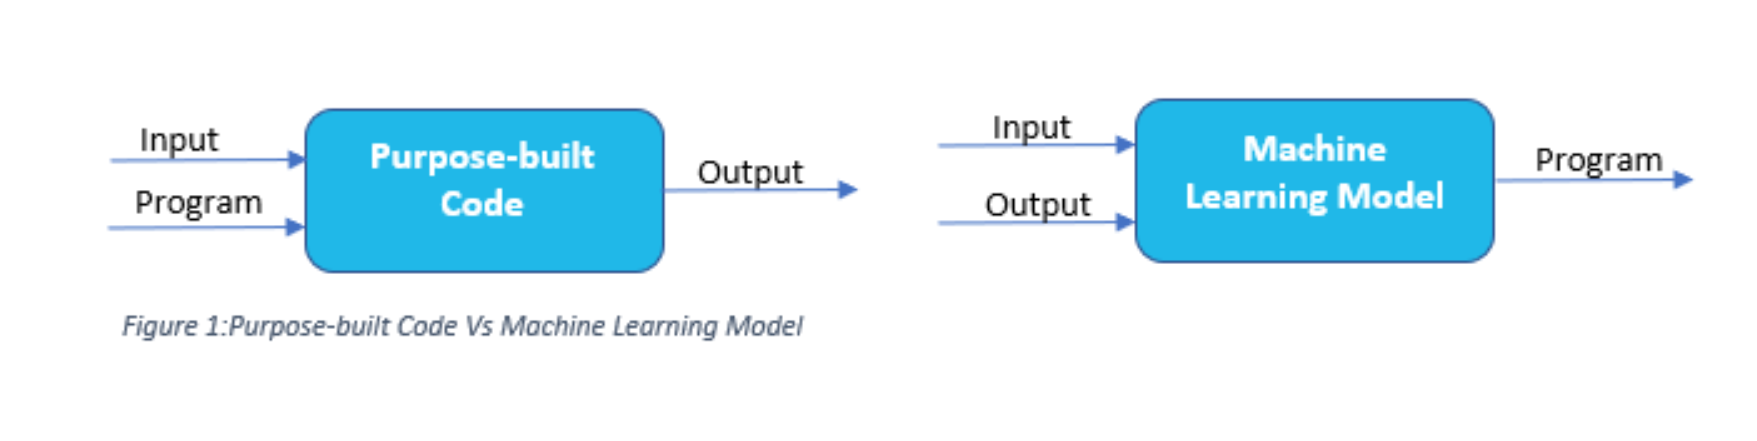 Input
Program
Purpose-built
Code
Output
Input
Output
Machine
Learning Model
Program
Figure 1:Purpose-built Code Vs Machine Learning Model